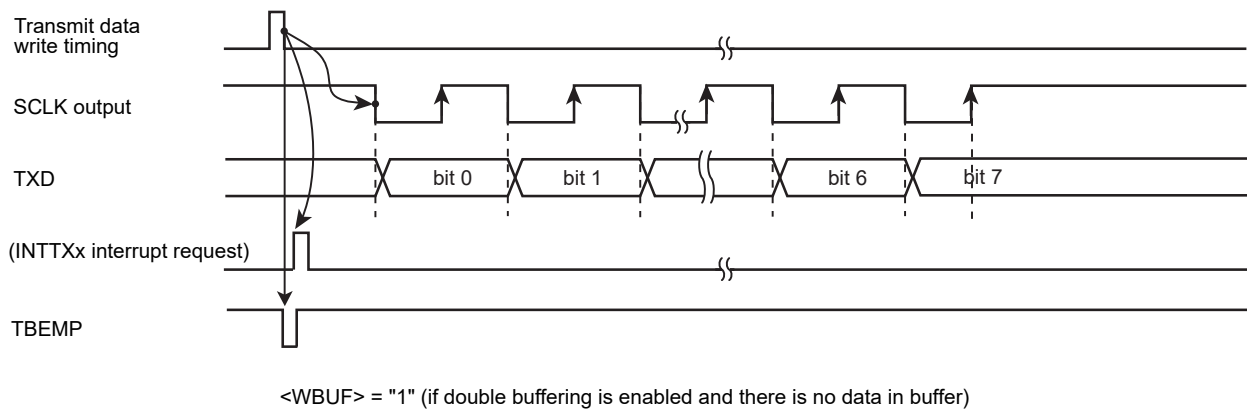 Transmit data
write timing
SCLK output
TXD
bit 0
bit 1
bit 6
bit 7
(INTTXx interrupt request)
TBEMP
<WBUF> = "1" (if double buffering is enabled and there is no data in buffer)